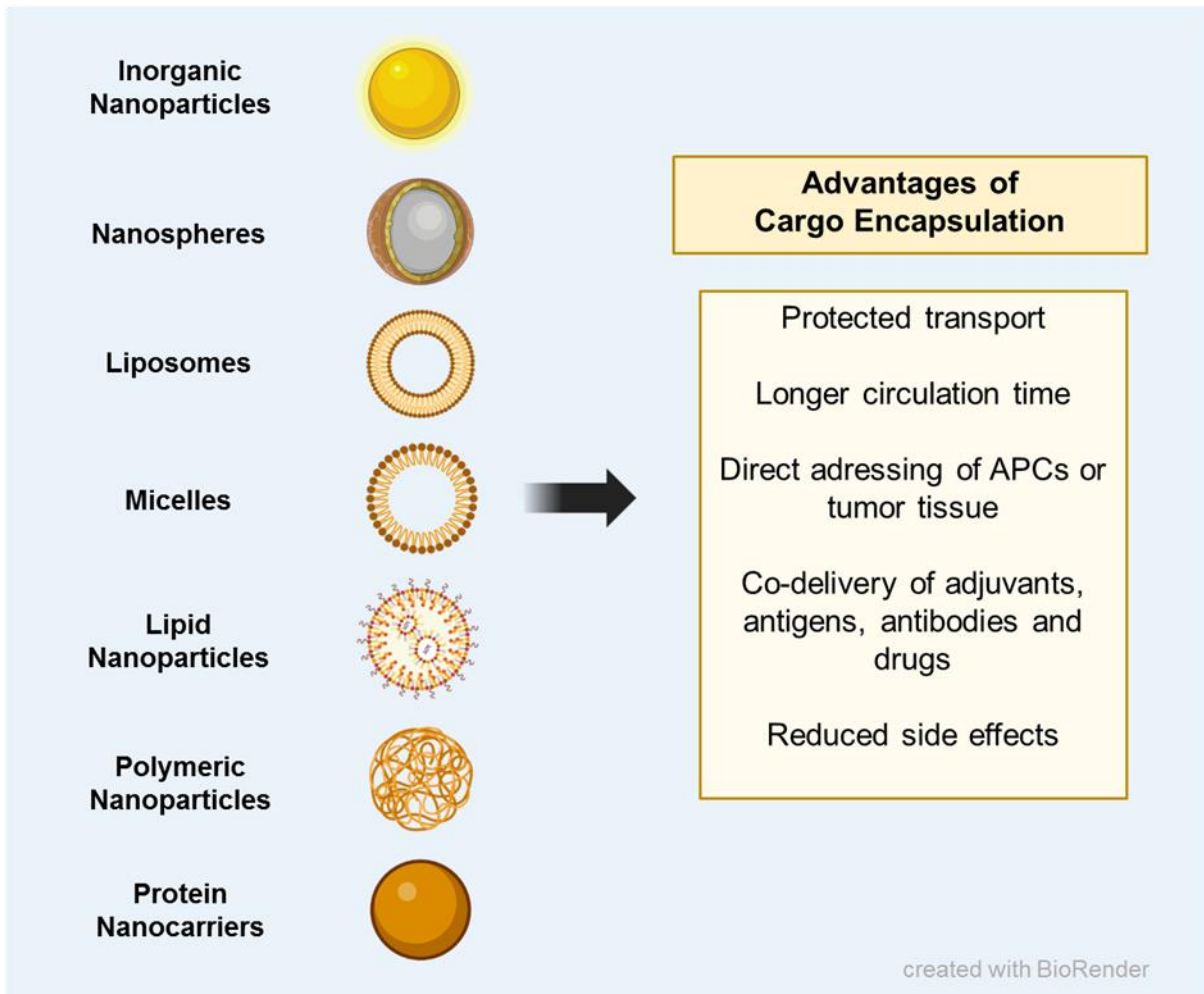 Inorganic
Nanoparticles
Nanospheres
Liposomes
Micelles
Lipid
Nanoparticles
Polymeric
Nanoparticles
Protein
Nanocarriers
Advantages of
Cargo Encapsulation
Protected transport
Longer circulation time
Direct adressing of APCs or
tumor tissue
Co-delivery of adjuvants,
antigens, antibodies and
drugs
Reduced side effects
created with BioRender